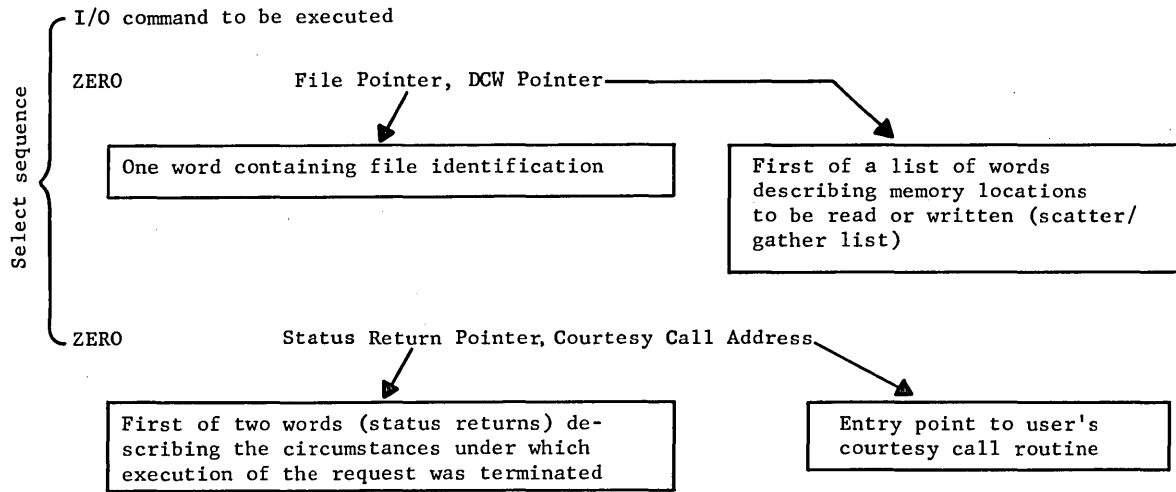 I/O command to be executed
Select sequence
ZERO File Pointer, DCW Pointer
One word containing file identification
First of a list of words
describing memory locations
to be read or written (scatter/
gather list)
ZERO Status Return Pointer, Courtesy Call Address
First of two words (status returns) de-
scribing the circumstances under which
execution of the request was terminated
Entry point to user's
courtesy call routine